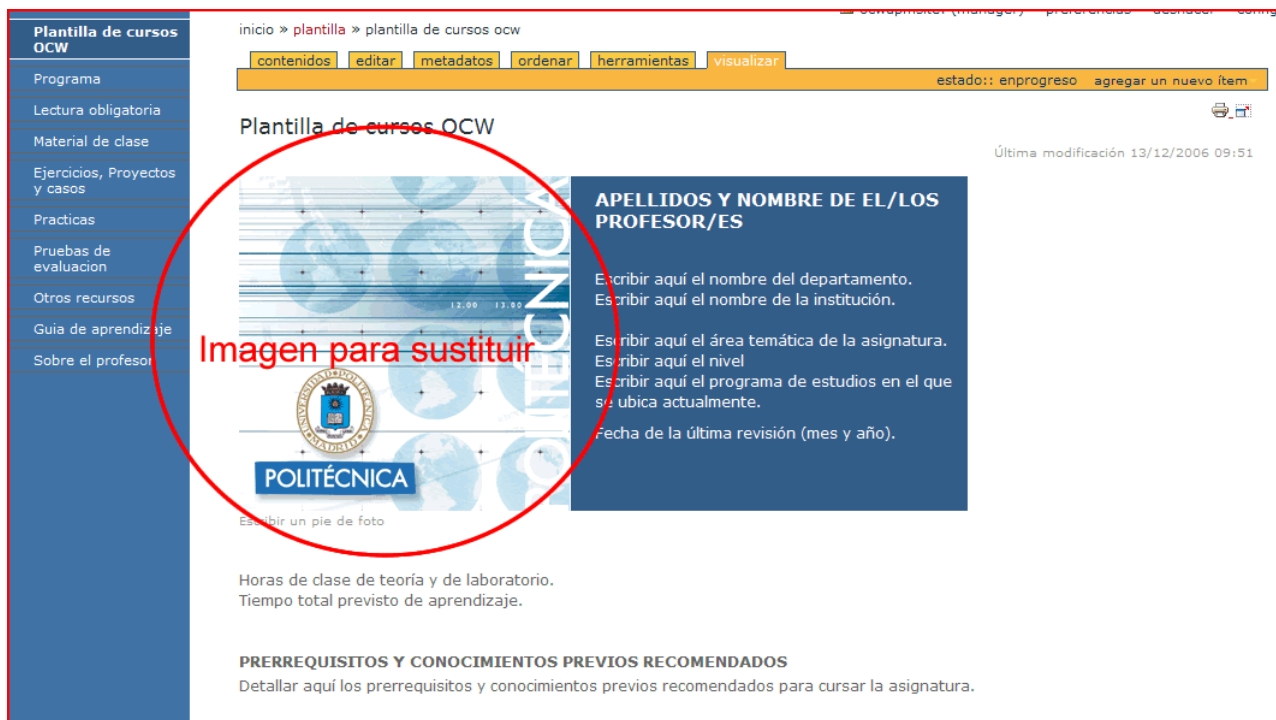 Plantilla de cursos
OCW
Programa
Lectura obligatoria
Material de clase
Ejercicios, Proyectos
y casos
Practicas
Pruebas de
evaluacion
Otros recursos
Guia de aprendizaje
Sobre el profesor
inicio » plantilla » plantilla de cursos ocw
contenidos editar metadatos ordenar herramientas visualizar
estado:: enprogreso agregar un nuevo ítem
Plantilla de cursos OCW
Última modificación 13/12/2006 09:51
12.00 13.00
POLITÉCNICA
Imagen para sustituir
UNIVERSIDAD POLITÉCNICA MADRID
POLITÉCNICA
Escribir un pie de foto
APELLIDOS Y NOMBRE DE EL/LOS
PROFESOR/ES
Escribir aquí el nombre del departamento.
Escribir aquí el nombre de la institución.
Escribir aquí el área temática de la asignatura.
Escribir aquí el nivel
Escribir aquí el programa de estudios en el que
se ubica actualmente.
Fecha de la última revisión (mes y año).
Horas de clase de teoría y de laboratorio.
Tiempo total previsto de aprendizaje.
PRERREQUISITOS Y CONOCIMIENTOS PREVIOS RECOMENDADOS
Detallar aquí los prerrequisitos y conocimientos previos recomendados para cursar la asignatura.